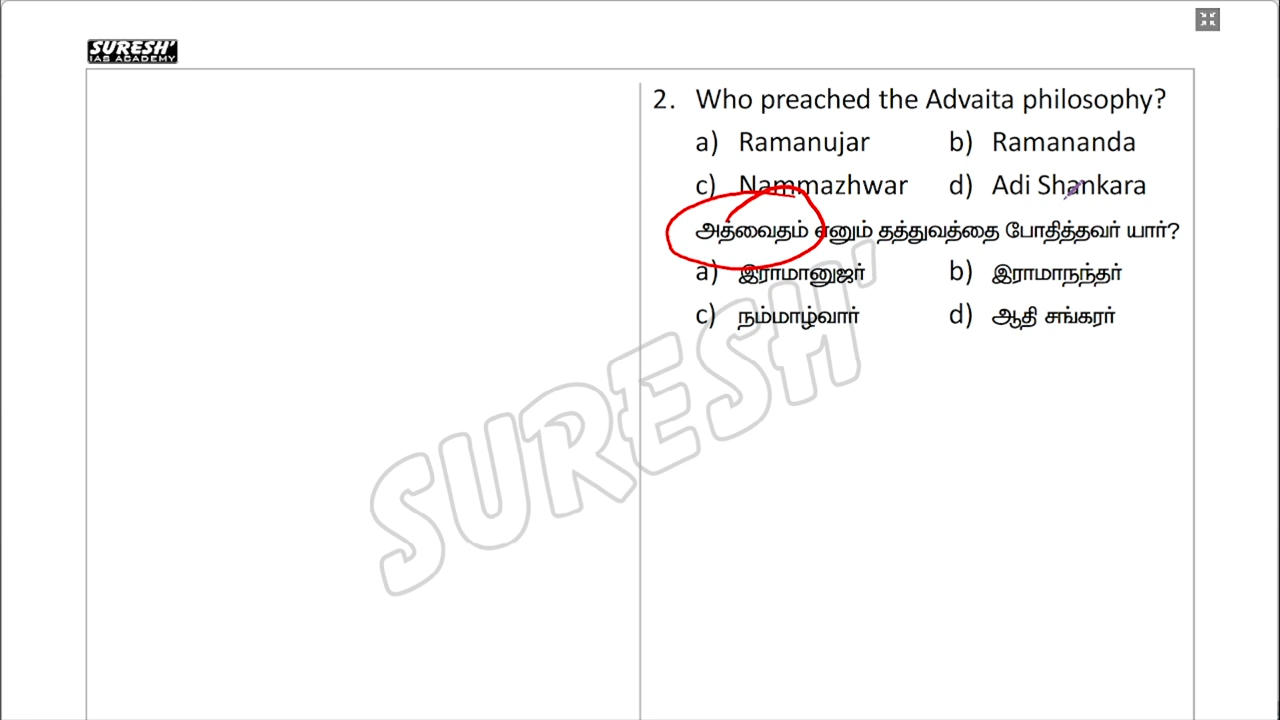 SURESH'
IAS ACADEMY
2. Who preached the Advaita philosophy?
a) Ramanujar b) Ramananda
c) Nammazhwar d) Adi Shankara
அத்வைதம் எனும் தத்துவத்தை போதித்தவர் யார்?
a) இராமானுஜர் b) இராமாநந்தர்
c) நம்மாழ்வார் d) ஆதி சங்கரர்
SURESH'